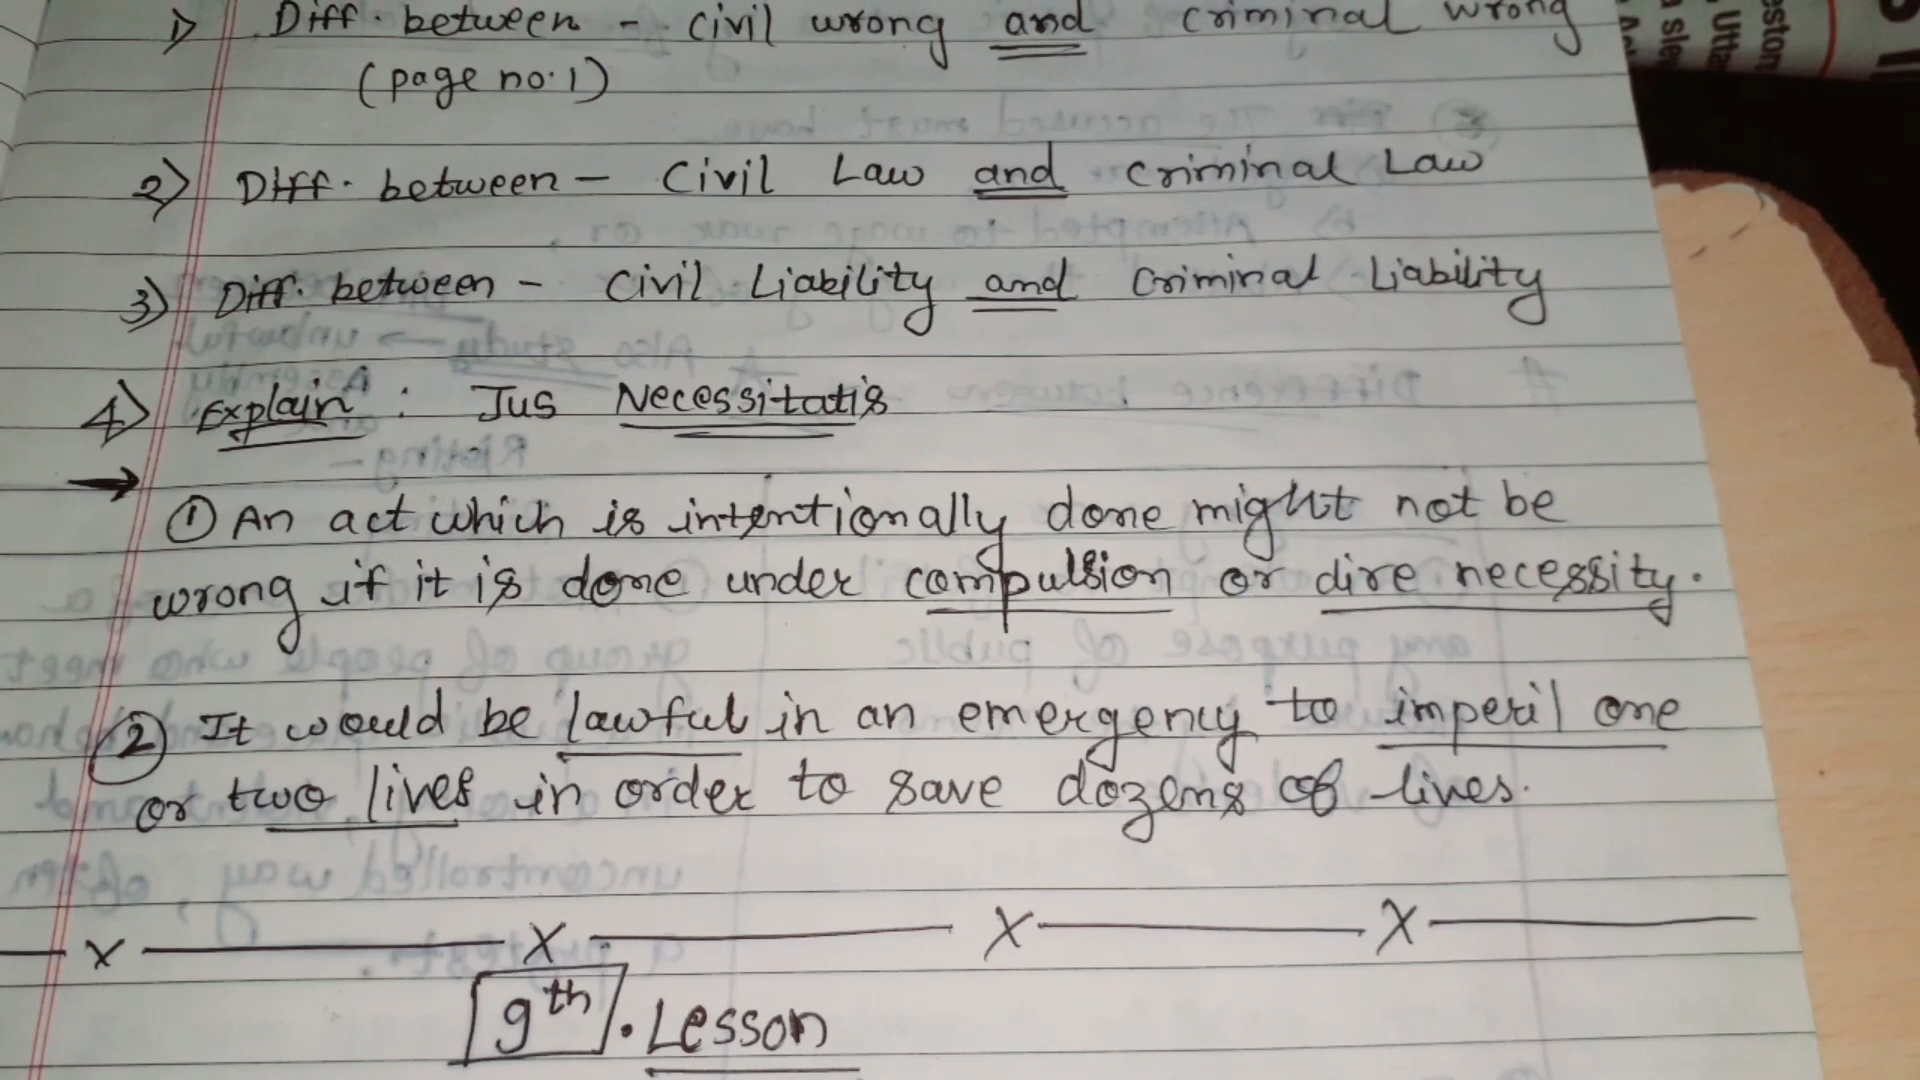 1) Diff. between - Civil wrong and criminal wrong
(page no.1)
2) Diff. between - Civil Law and Criminal Law
3) Diff. between - Civil Liability and Criminal Liability
4) Explain : Jus Necessitatis
→
① An act which is intentionally done might not be
wrong if it is done under compulsion or dire necessity.
② It would be lawful in an emergency to imperil one
or two lives in order to save dozens of lives.
x — X — X — X —
9th. Lesson